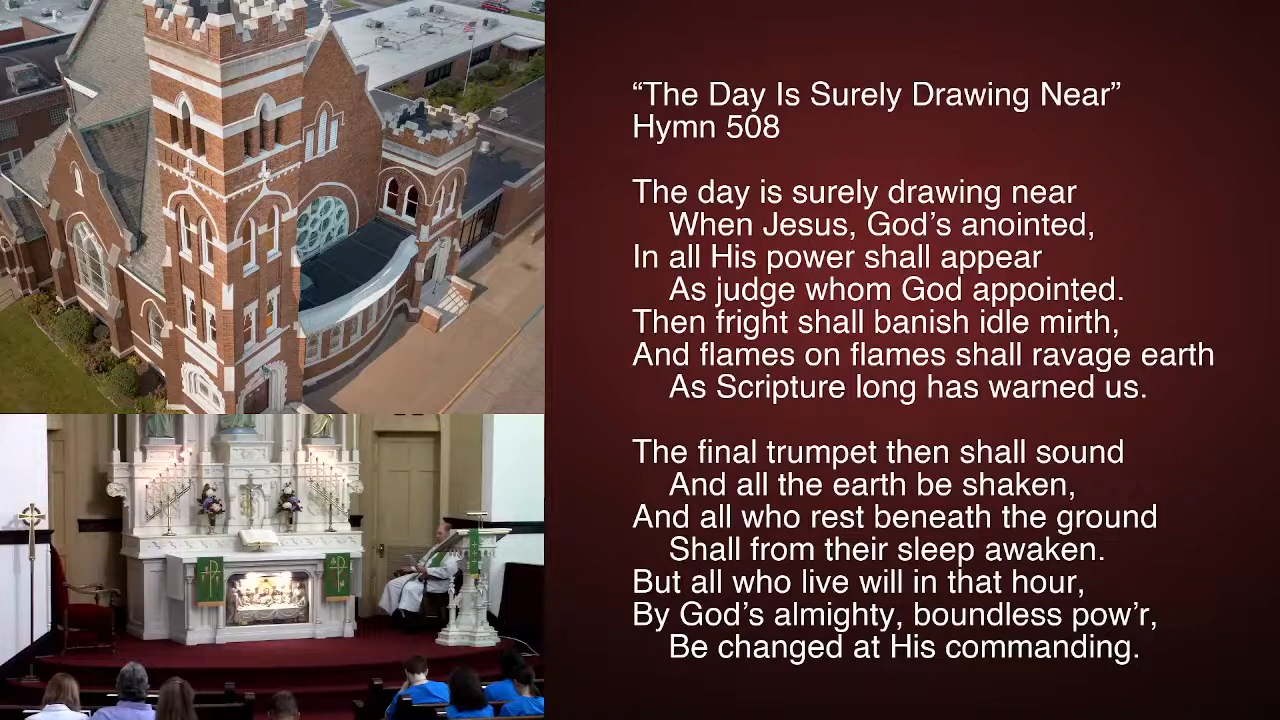 “The Day Is Surely Drawing Near”
Hymn 508
The day is surely drawing near
When Jesus, God’s anointed,
In all His power shall appear
As judge whom God appointed.
Then fright shall banish idle mirth,
And flames on flames shall ravage earth
As Scripture long has warned us.
The final trumpet then shall sound
And all the earth be shaken,
And all who rest beneath the ground
Shall from their sleep awaken.
But all who live will in that hour,
By God’s almighty, boundless pow’r,
Be changed at His commanding.